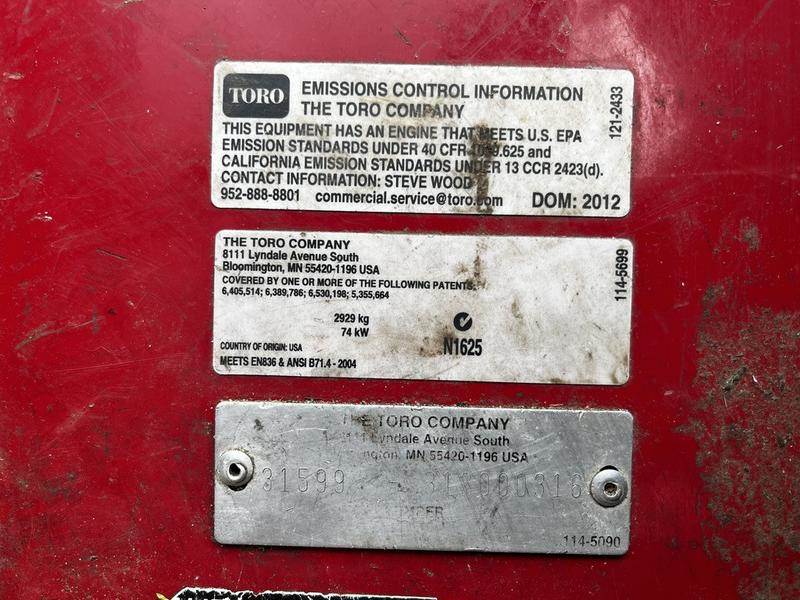 TORO
EMISSIONS CONTROL INFORMATION
THE TORO COMPANY
THIS EQUIPMENT HAS AN ENGINE THAT MEETS U.S. EPA
EMISSION STANDARDS UNDER 40 CFR 1039.625 and
CALIFORNIA EMISSION STANDARDS UNDER 13 CCR 2423(d).
CONTACT INFORMATION: STEVE WOOD
952-888-8801 commercial.service@toro.com DOM: 2012
121-2433
THE TORO COMPANY
8111 Lyndale Avenue South
Bloomington, MN 55420-1196 USA
COVERED BY ONE OR MORE OF THE FOLLOWING PATENTS:
6,405,514; 6,389,786; 6,530,198; 5,355,664
2929 kg
74 kW
N1625
COUNTRY OF ORIGIN: USA
MEETS EN836 & ANSI B71.4 - 2004
114-5699
THE TORO COMPANY
Lyndale Avenue South
MN 55420-1196 USA
31599
114-5090